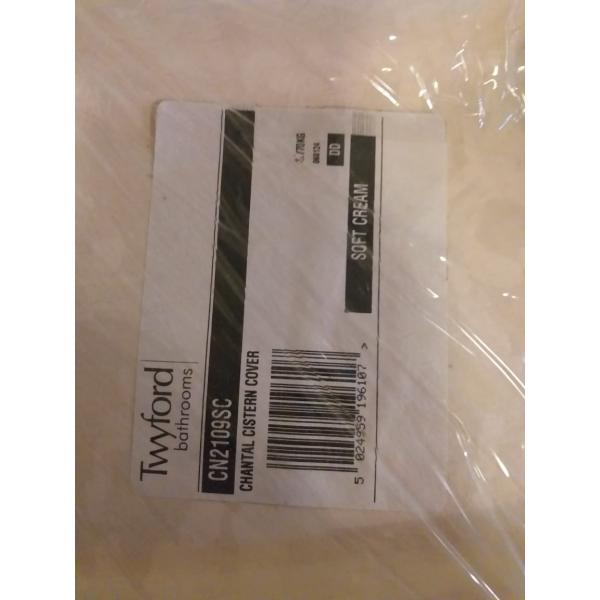 Twyford
bathrooms
CN2109SC
CHANTAL CISTERN COVER
5 024959 196107 >
SOFT CREAM
DD